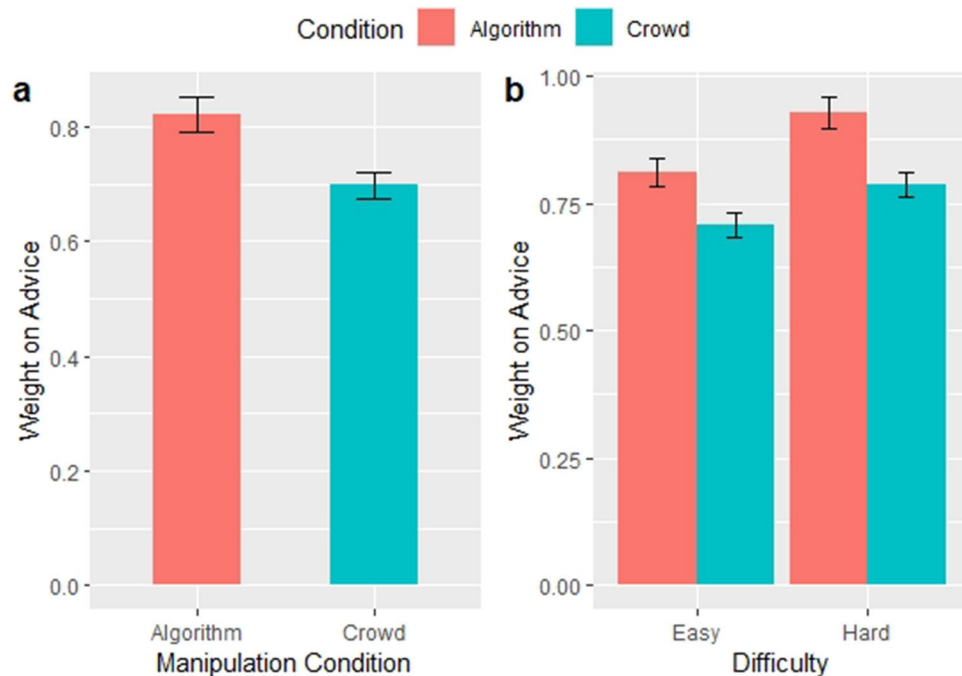 Condition Algorithm Crowd
a
Weight on Advice
0.8
0.6
0.4
0.2
0.0
Algorithm Crowd
Manipulation Condition
b
Weight on Advice
1.00
0.75
0.50
0.25
0.00
Easy Hard
Difficulty